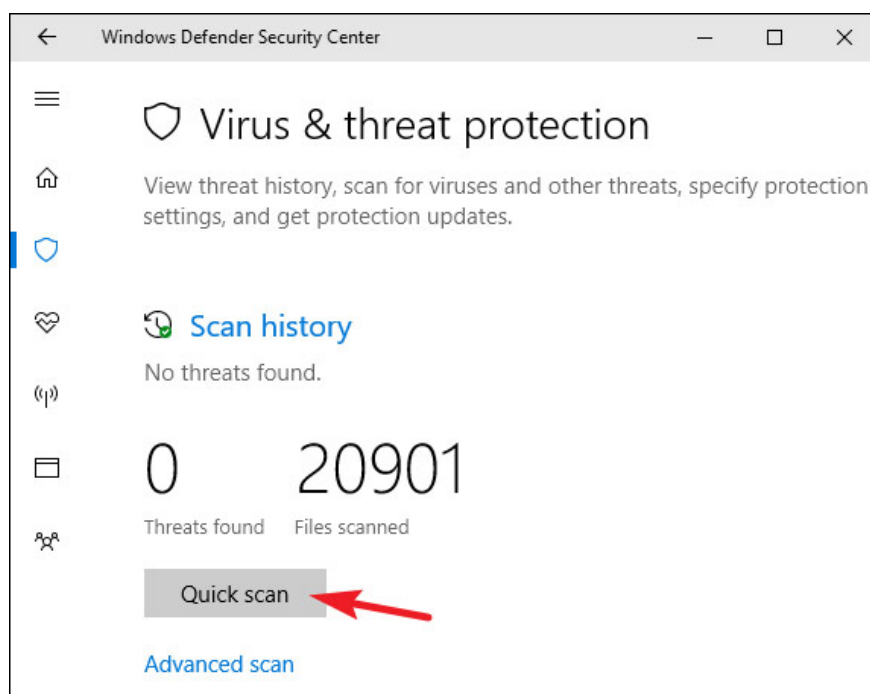 Windows Defender Security Center
Virus & threat protection
View threat history, scan for viruses and other threats, specify protection
settings, and get protection updates.
Scan history
No threats found.
0 20901
Threats found Files scanned
Quick scan
Advanced scan